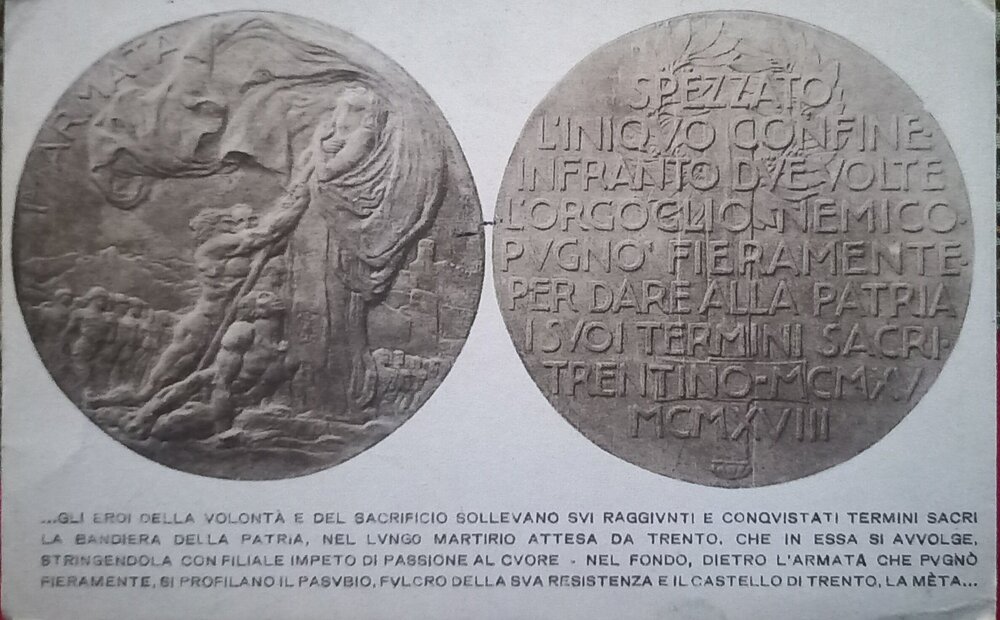 I ARMATA
SPEZZATO
L'INIQVO CONFINE
INFRANTO DVE VOLTE
L'ORGOGLIO NEMICO·
PVGNO' FIERAMENTE·
PER DARE ALLA PATRIA
I SVOI TERMINI SACRI·
TRENTINO·MCMXV
MCMXVIII
...GLI EROI DELLA VOLONTÀ E DEL SACRIFICIO SOLLEVANO SVI RAGGIVNTI E CONQVISTATI TERMINI SACRI
LA BANDIERA DELLA PATRIA, NEL LVNGO MARTIRIO ATTESA DA TRENTO, CHE IN ESSA SI AVVOLGE,
STRINGENDOLA CON FILIALE IMPETO DI PASSIONE AL CVORE - NEL FONDO, DIETRO L'ARMATA CHE PVGNÒ
FIERAMENTE, SI PROFILANO IL PASVBIO, FVLCRO DELLA SVA RESISTENZA E IL CASTELLO DI TRENTO, LA MÈTA...